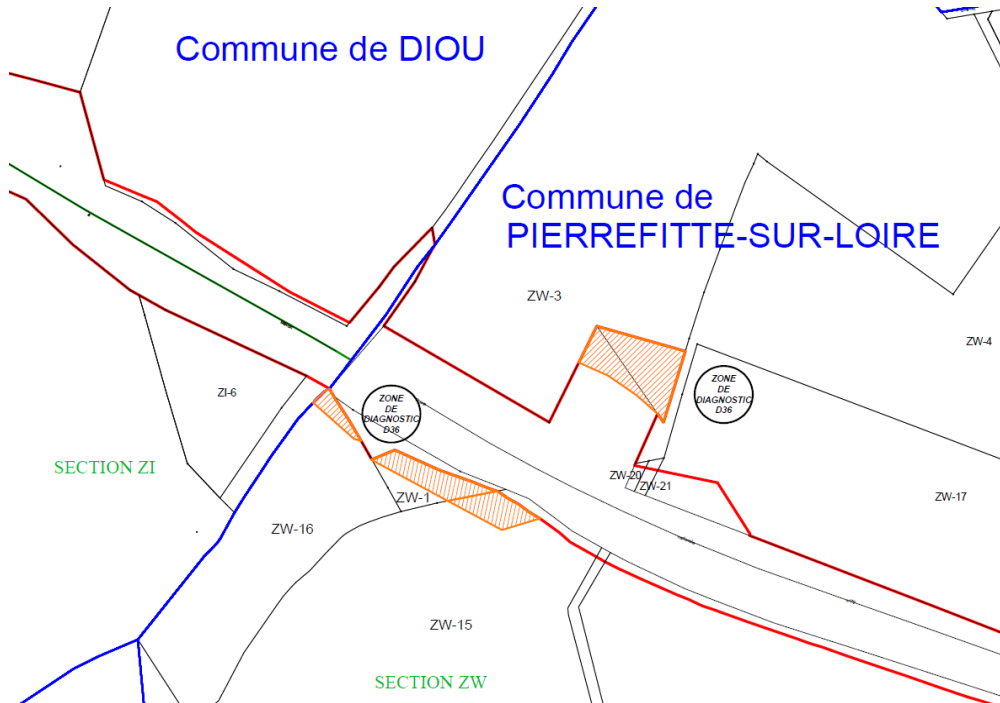 Commune de DIOU
Commune de
PIERREFITTE-SUR-LOIRE
ZW-3
ZW-4
ZONE
DE
DIAGNOSTIC
D36
ZI-6
ZONE
DE
DIAGNOSTIC
D36
SECTION ZI
ZW-20
ZW-21
ZW-1
ZW-17
ZW-16
ZW-15
SECTION ZW